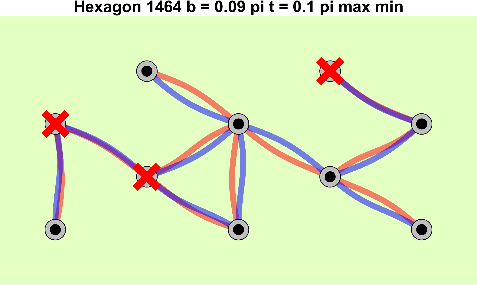 Hexagon 1464 b = 0.09 pi t = 0.1 pi max min